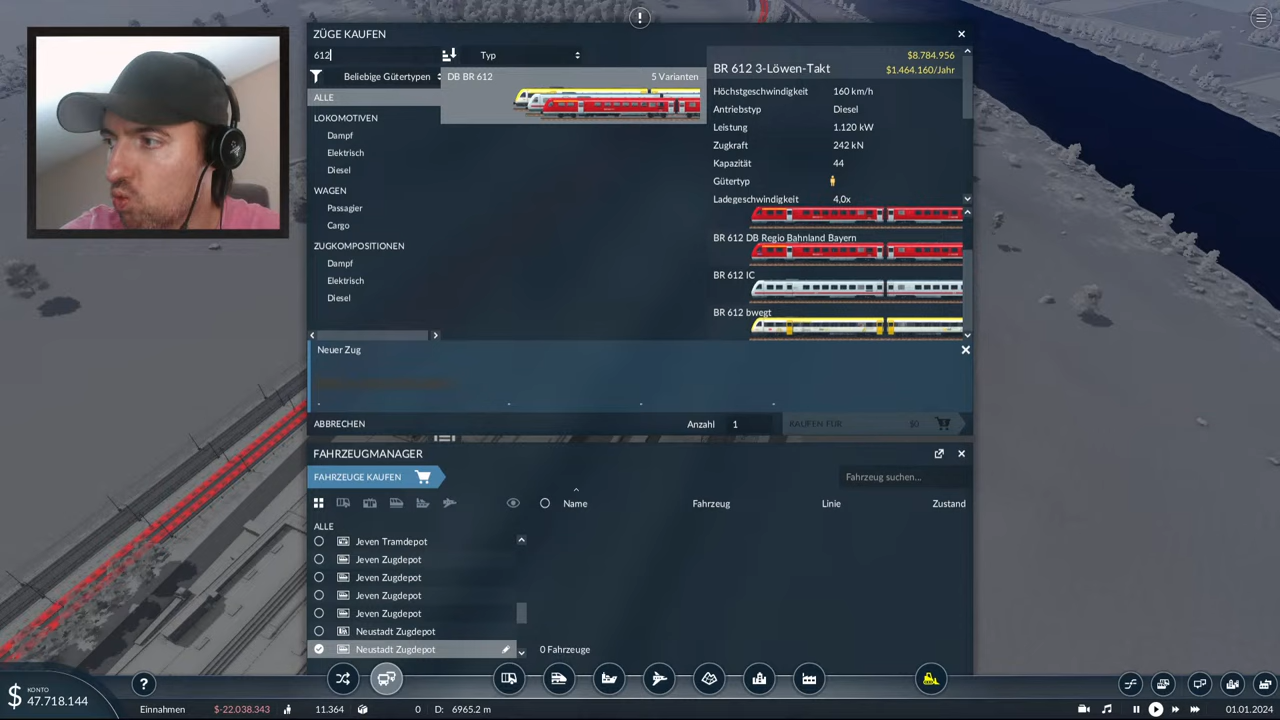 ZÜGE KAUFEN
612
Typ
Beliebige Gütertypen
ALLE
LOKOMOTIVEN
Dampf
Elektrisch
Diesel
WAGEN
Passagier
Cargo
ZUGKOMPOSITIONEN
Dampf
Elektrisch
Diesel
DB BR 612
5 Varianten
$8.784.956
BR 612 3-Löwen-Takt
$1.464.160/Jahr
Höchstgeschwindigkeit 160 km/h
Antriebstyp Diesel
Leistung 1.120 kW
Zugkraft 242 kN
Kapazität 44
Gütertyp
Ladegeschwindigkeit 4,0x
BR 612 DB Regio Bahnland Bayern
BR 612 IC
BR 612 bwegt
Neuer Zug
- - - -
ABBRECHEN
Anzahl 1
KAUFEN FÜR $0
FAHRZEUGMANAGER
FAHRZEUGE KAUFEN
Fahrzeug suchen...
Name Fahrzeug Linie Zustand
ALLE
Jeven Tramdepot
Jeven Zugdepot
Jeven Zugdepot
Jeven Zugdepot
Jeven Zugdepot
Neustadt Zugdepot
Neustadt Zugdepot
0 Fahrzeuge
KONTO
$ 47.718.144
?
Einnahmen $-22.038.343 11.364 0 D: 6965.2 m
01.01.2024